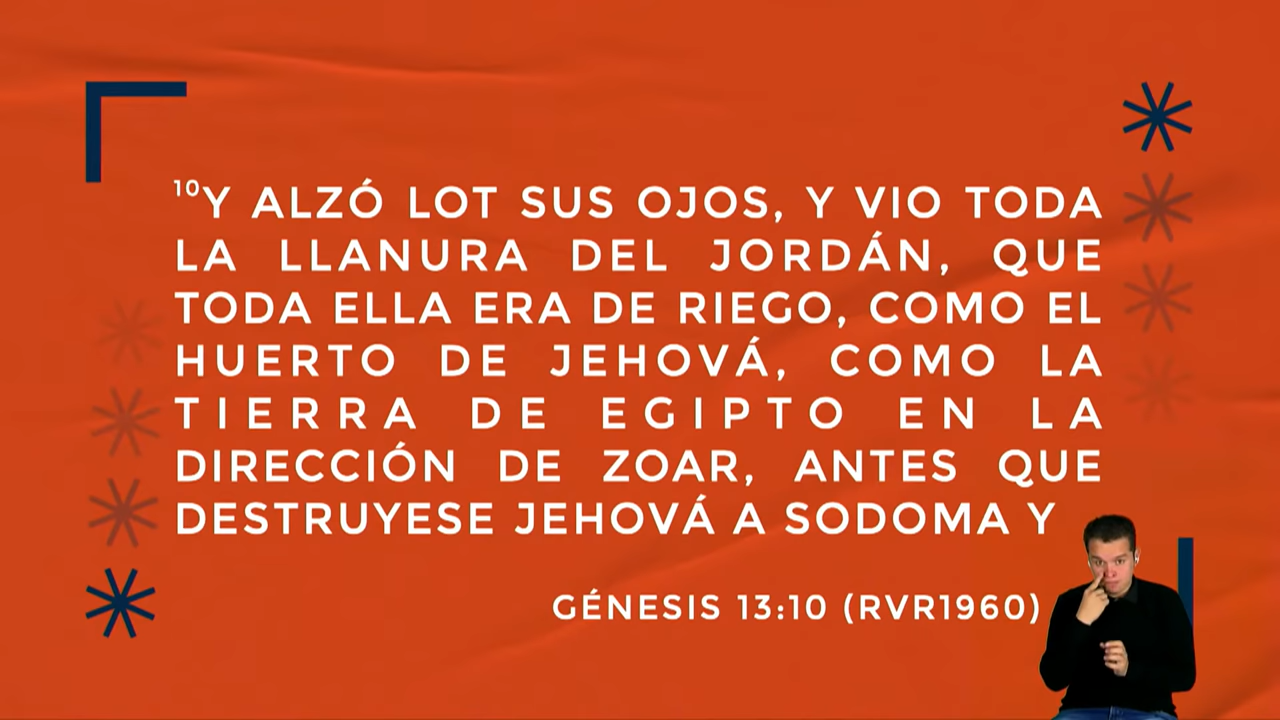 ¹⁰Y ALZÓ LOT SUS OJOS, Y VIO TODA
LA LLANURA DEL JORDÁN, QUE
TODA ELLA ERA DE RIEGO, COMO EL
HUERTO DE JEHOVÁ, COMO LA
TIERRA DE EGIPTO EN LA
DIRECCIÓN DE ZOAR, ANTES QUE
DESTRUYESE JEHOVÁ A SODOMA Y
GÉNESIS 13:10 (RVR1960)